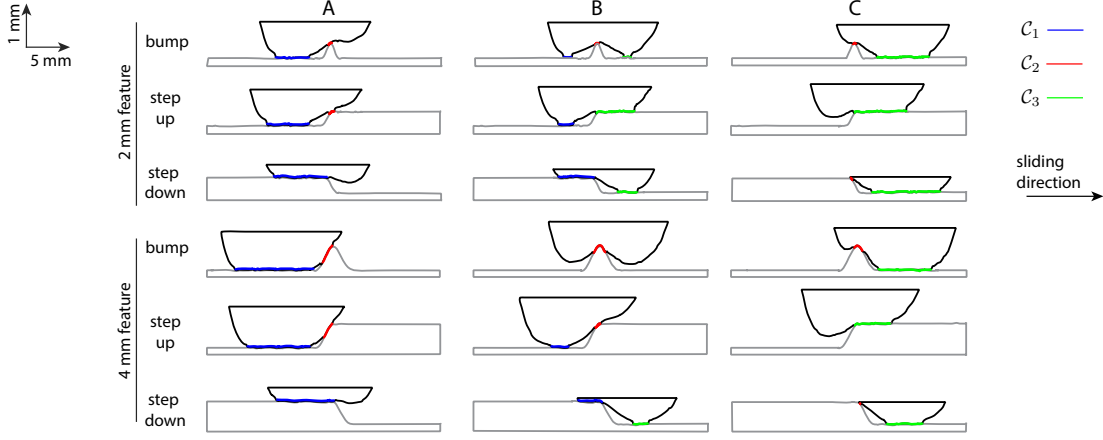 A B C
1 mm
5 mm
2 mm feature
bump
step
up
step
down
4 mm feature
bump
step
up
step
down
C₁
C₂
C₃
sliding
direction